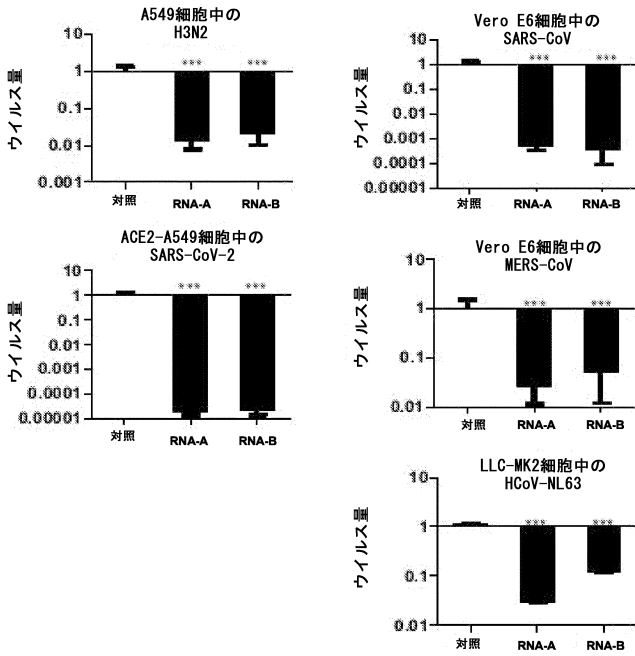 A549細胞中の
H3N2
ウイルス量
10
1
0.1
0.01
0.001
*** ***
対照 RNA-A RNA-B
Vero E6細胞中の
SARS-CoV
ウイルス量
10
1
0.1
0.01
0.001
0.0001
0.00001
*** ***
対照 RNA-A RNA-B
ACE2-A549細胞中の
SARS-CoV-2
ウイルス量
10
1
0.1
0.01
0.001
0.0001
0.00001
*** ***
対照 RNA-A RNA-B
Vero E6細胞中の
MERS-CoV
ウイルス量
10
1
0.1
0.01
*** ***
対照 RNA-A RNA-B
LLC-MK2細胞中の
HCoV-NL63
ウイルス量
10
1
0.1
0.01
*** ***
対照 RNA-A RNA-B